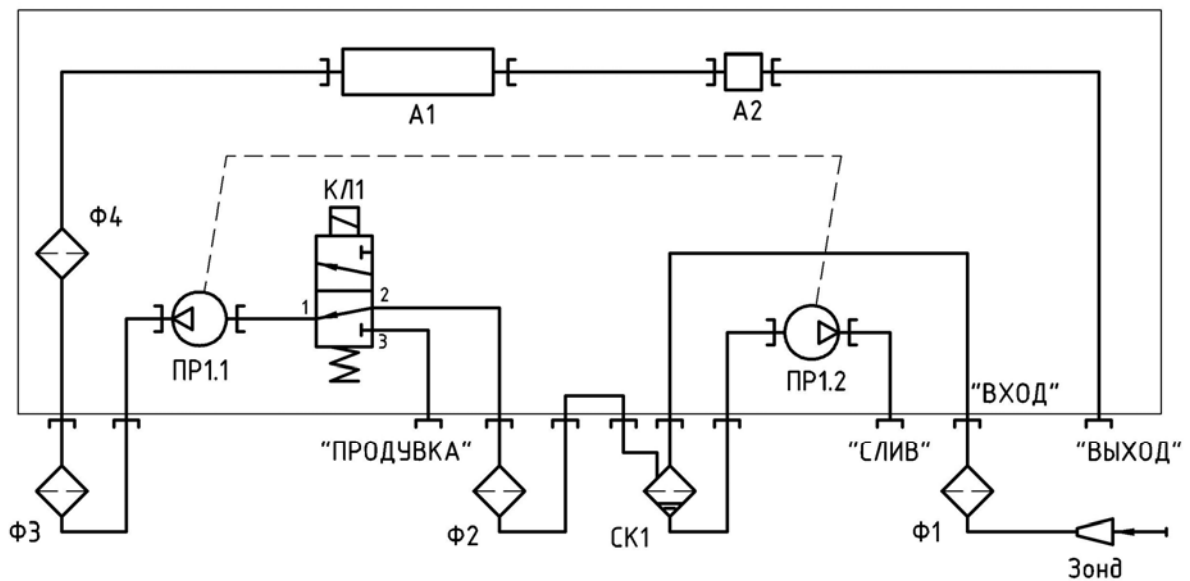 А1
А2
КЛ1
Ф4
1
2
3
ПР1.1
ПР1.2
"ВХОД"
"ПРОДУВКА"
"СЛИВ"
"ВЫХОД"
Ф3
Ф2
СК1
Ф1
Зонд